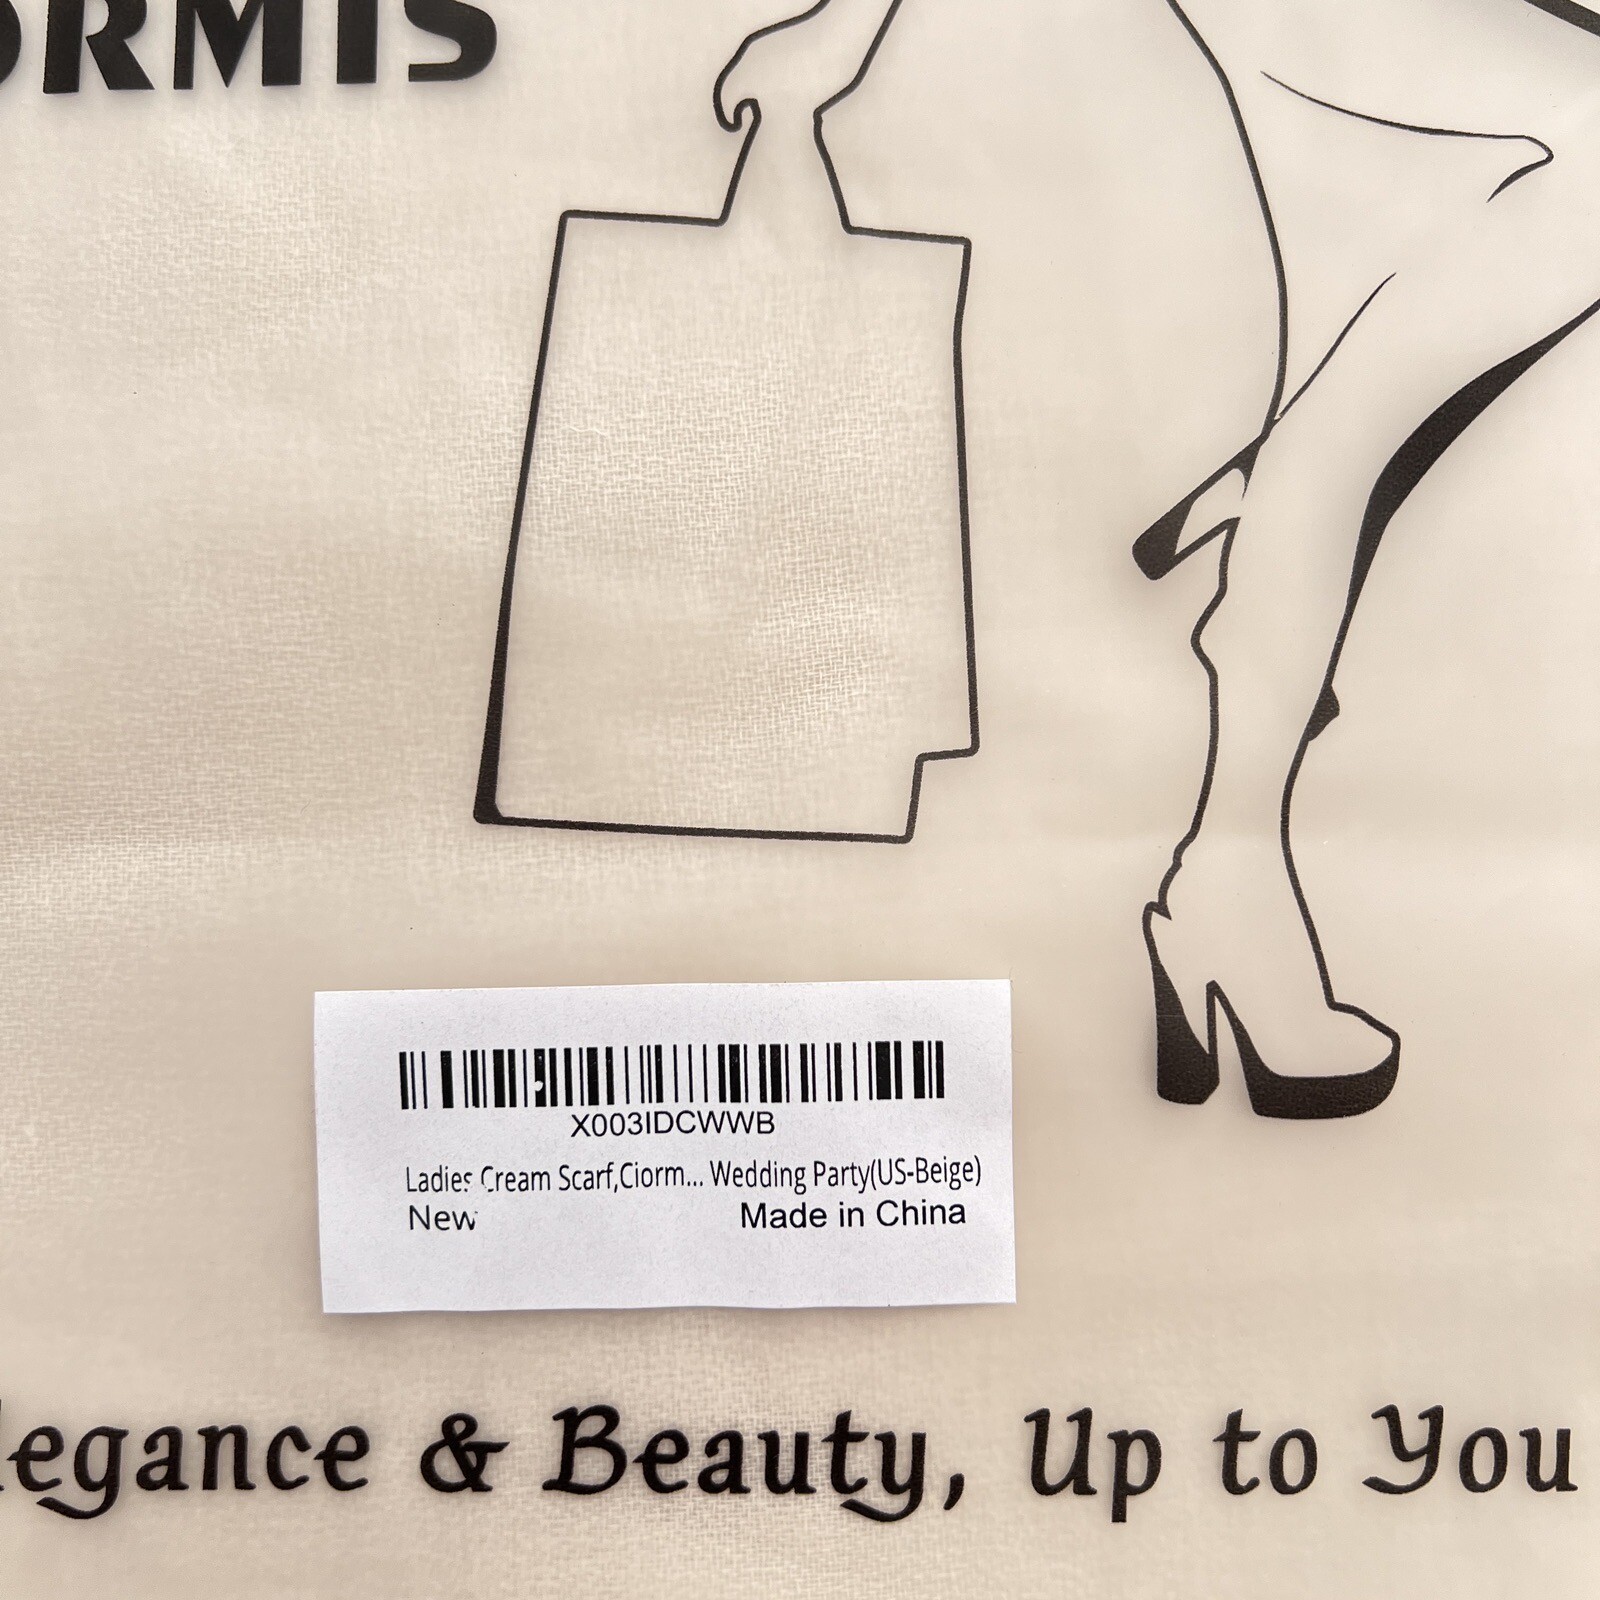 ORMIS
X003IDCWWB
Ladies Cream Scarf,Ciorm... Wedding Party(US-Beige)
New
Made in China
legance & Beauty, Up to You